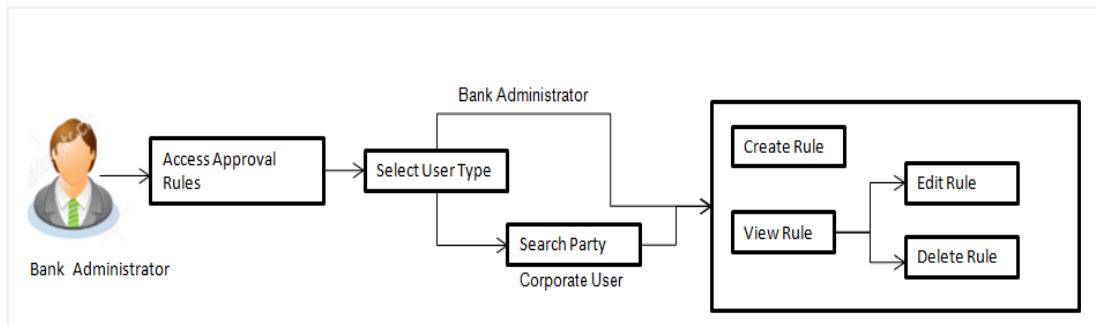 Bank Administrator
Access Approval
Rules
Select User Type
Search Party
Corporate User
Create Rule
View Rule
Edit Rule
Delete Rule
Bank Administrator